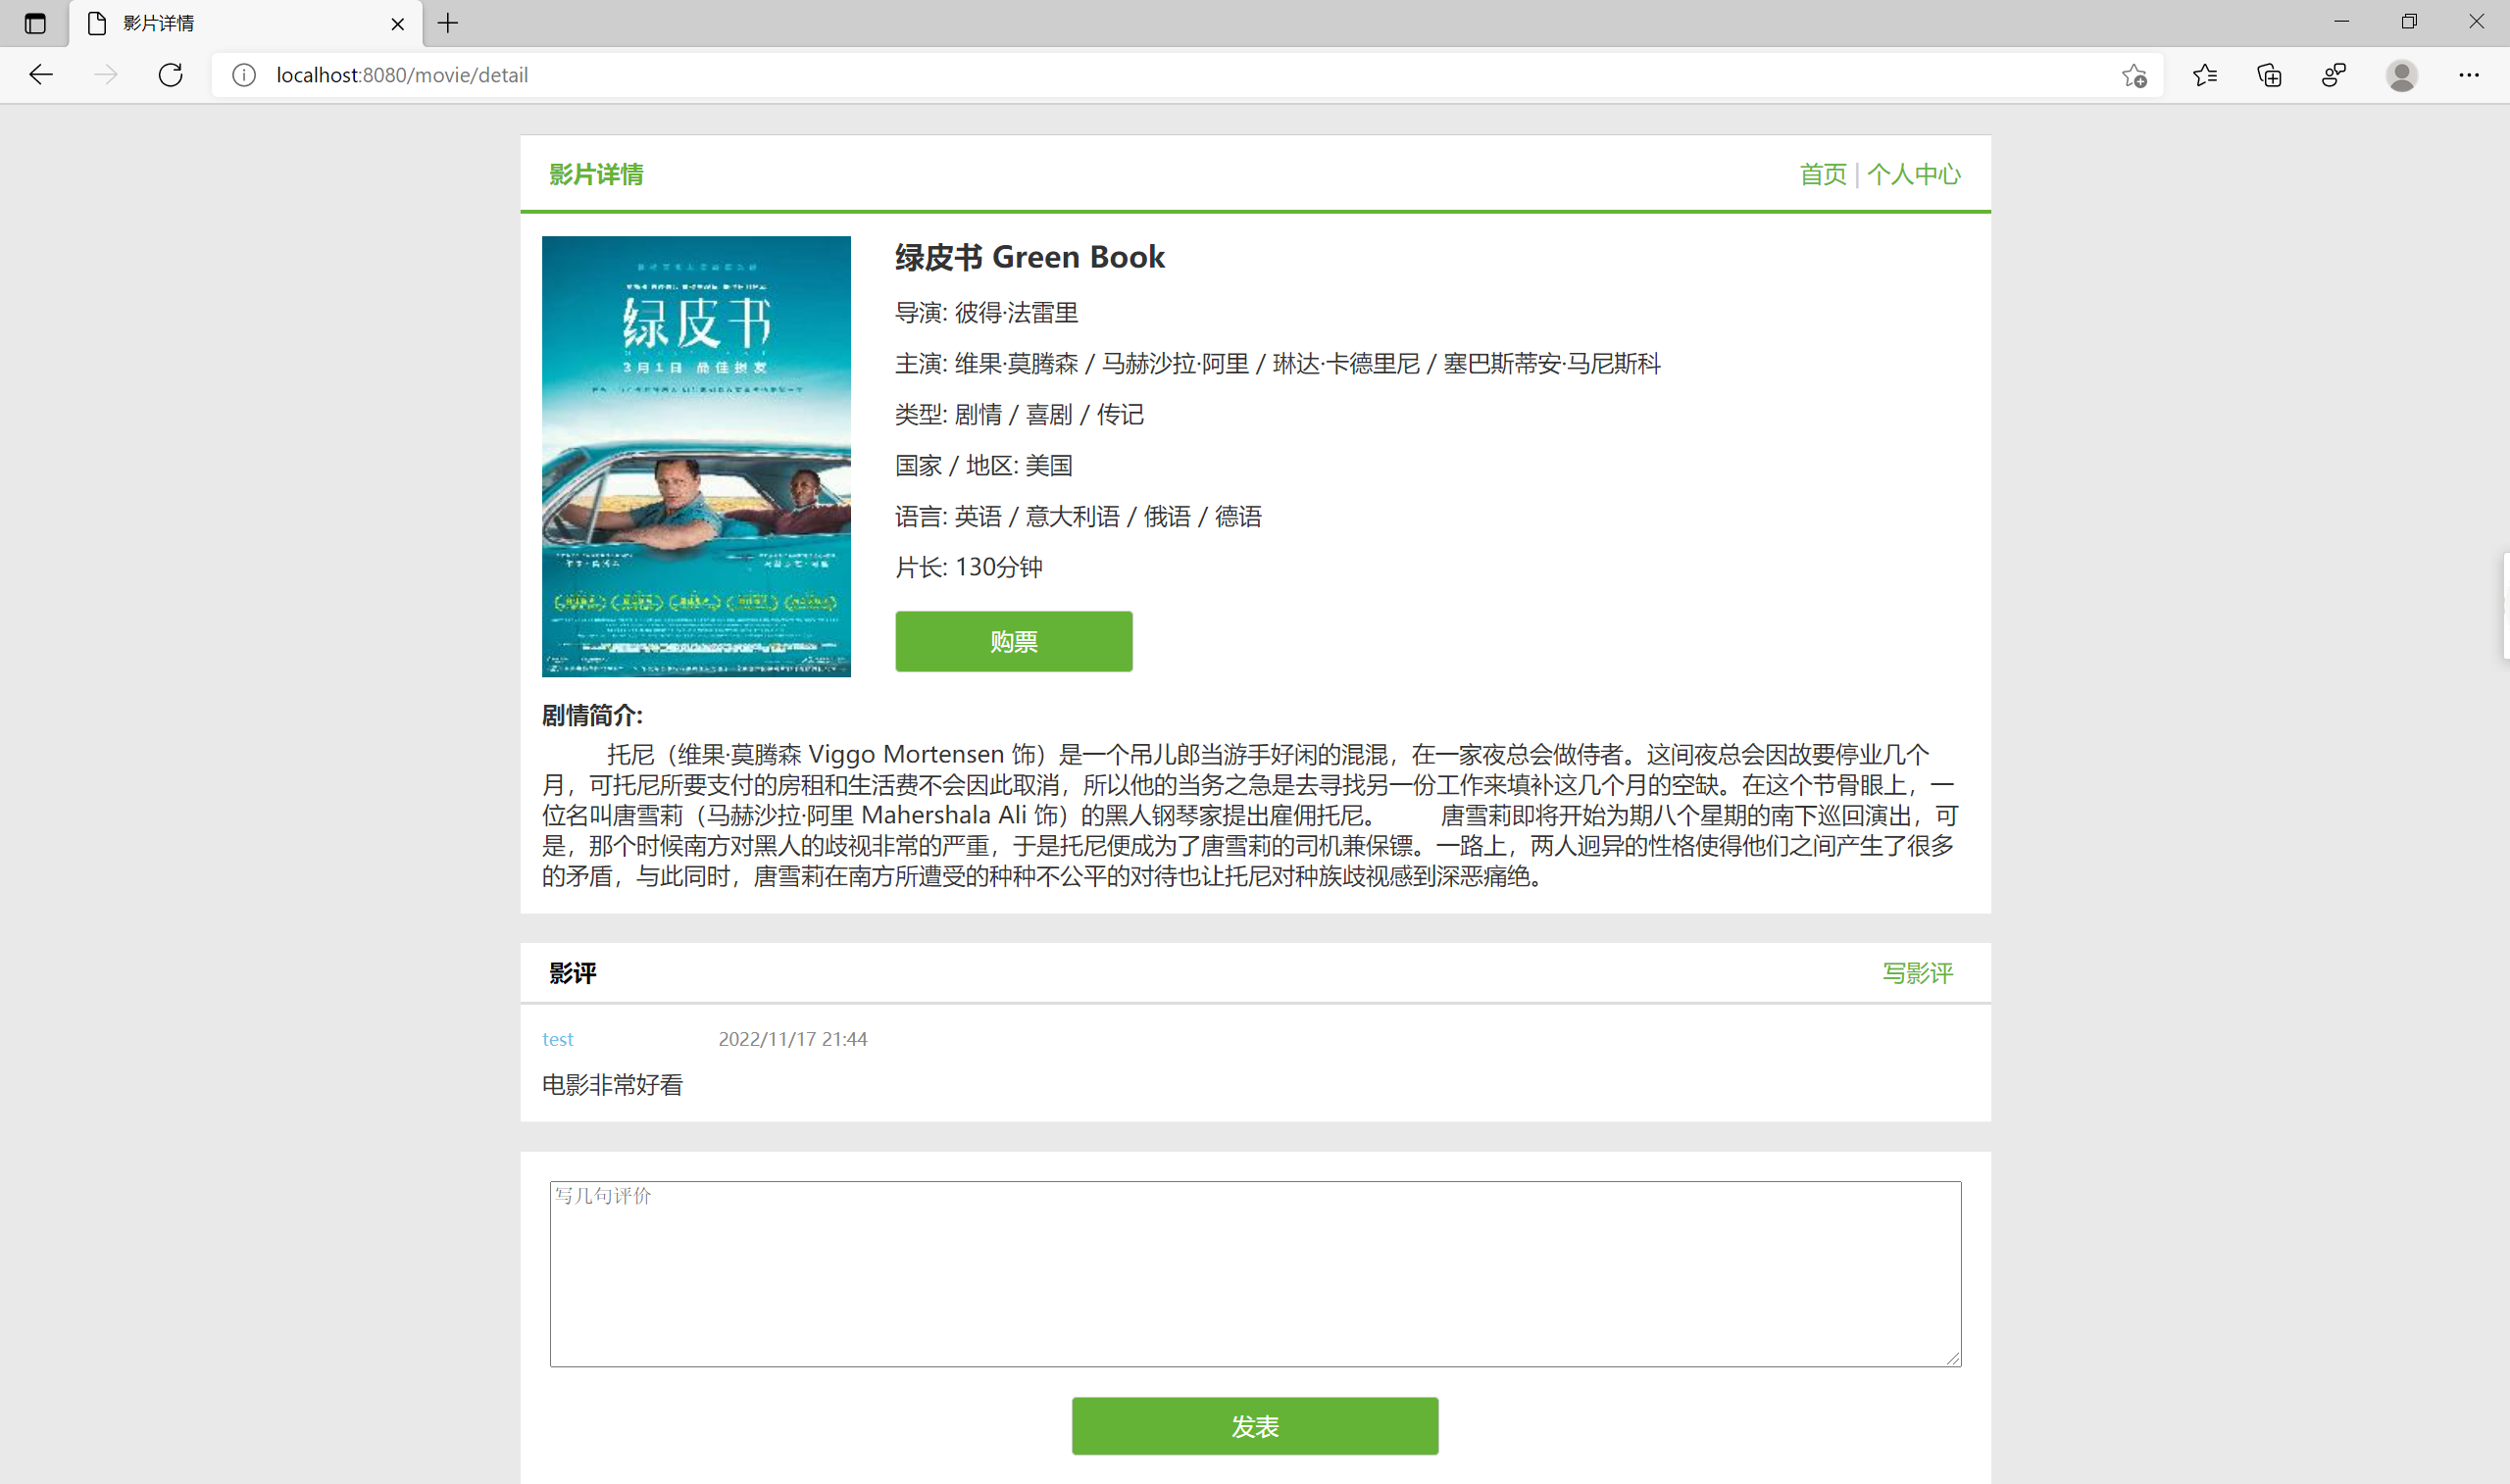 影片详情
localhost:8080/movie/detail
影片详情
首页 | 个人中心
绿皮书
3月1日
绿皮书 Green Book
导演: 彼得·法雷里
主演: 维果·莫腾森 / 马赫沙拉·阿里 / 琳达·卡德里尼 / 塞巴斯蒂安·马尼斯科
类型: 剧情 / 喜剧 / 传记
国家 / 地区: 美国
语言: 英语 / 意大利语 / 俄语 / 德语
片长: 130分钟
购票
剧情简介:
托尼（维果·莫腾森 Viggo Mortensen 饰）是一个吊儿郎当游手好闲的混混，在一家夜总会做侍者。这间夜总会因故要停业几个
月，可托尼所要支付的房租和生活费不会因此取消，所以他的当务之急是去寻找另一份工作来填补这几个月的空缺。在这个节骨眼上，一
位名叫唐雪莉（马赫沙拉·阿里 Mahershala Ali 饰）的黑人钢琴家提出雇佣托尼。 唐雪莉即将开始为期八个星期的南下巡回演出，可
是，那个时候南方对黑人的歧视非常的严重，于是托尼便成为了唐雪莉的司机兼保镖。一路上，两人迥异的性格使得他们之间产生了很多
的矛盾，与此同时，唐雪莉在南方所遭受的种种不公平的对待也让托尼对种族歧视感到深恶痛绝。
影评
写影评
test 2022/11/17 21:44
电影非常好看
写几句评价
发表